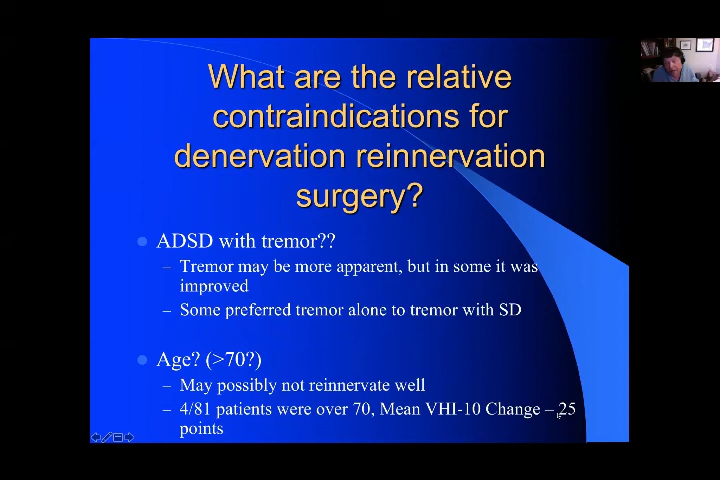 What are the relative
contraindications for
denervation reinnervation
surgery?
ADSD with tremor??
– Tremor may be more apparent, but in some it was
improved
– Some preferred tremor alone to tremor with SD
Age? (>70?)
– May possibly not reinnervate well
– 4/81 patients were over 70, Mean VHI-10 Change –25
points